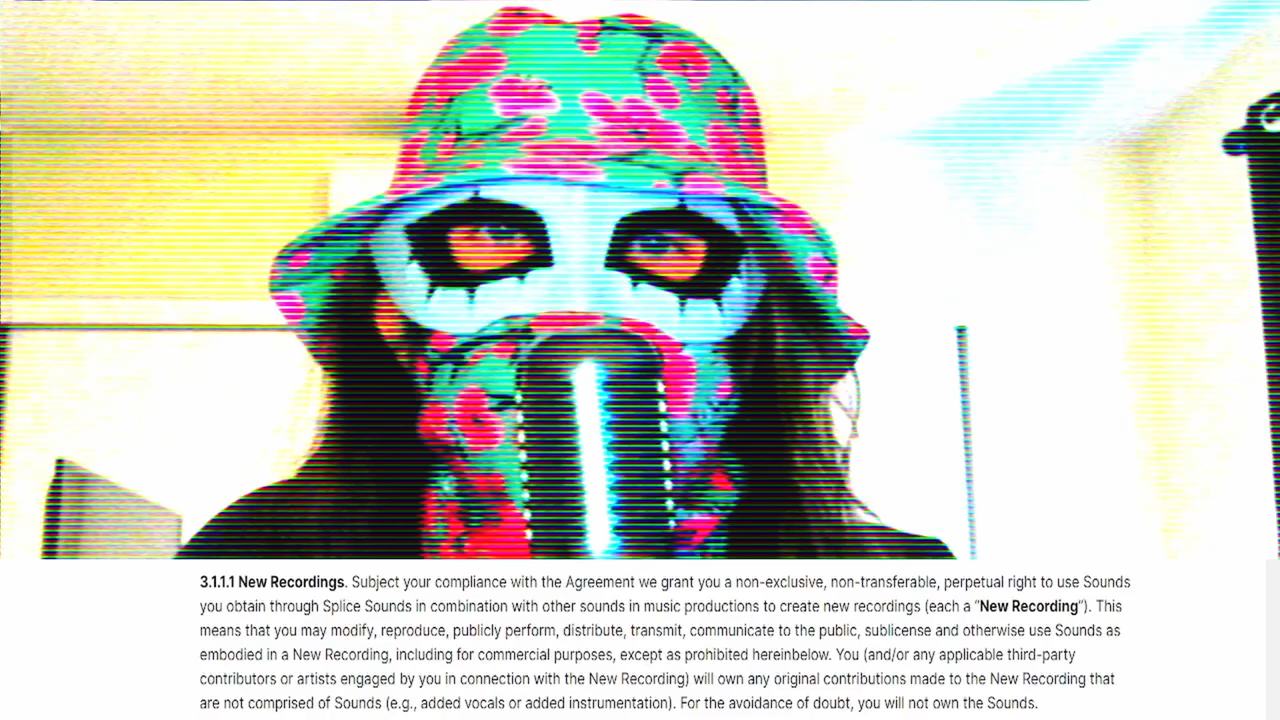 3.1.1.1 New Recordings. Subject your compliance with the Agreement we grant you a non-exclusive, non-transferable, perpetual right to use Sounds
you obtain through Splice Sounds in combination with other sounds in music productions to create new recordings (each a “New Recording”). This
means that you may modify, reproduce, publicly perform, distribute, transmit, communicate to the public, sublicense and otherwise use Sounds as
embodied in a New Recording, including for commercial purposes, except as prohibited hereinbelow. You (and/or any applicable third-party
contributors or artists engaged by you in connection with the New Recording) will own any original contributions made to the New Recording that
are not comprised of Sounds (e.g., added vocals or added instrumentation). For the avoidance of doubt, you will not own the Sounds.